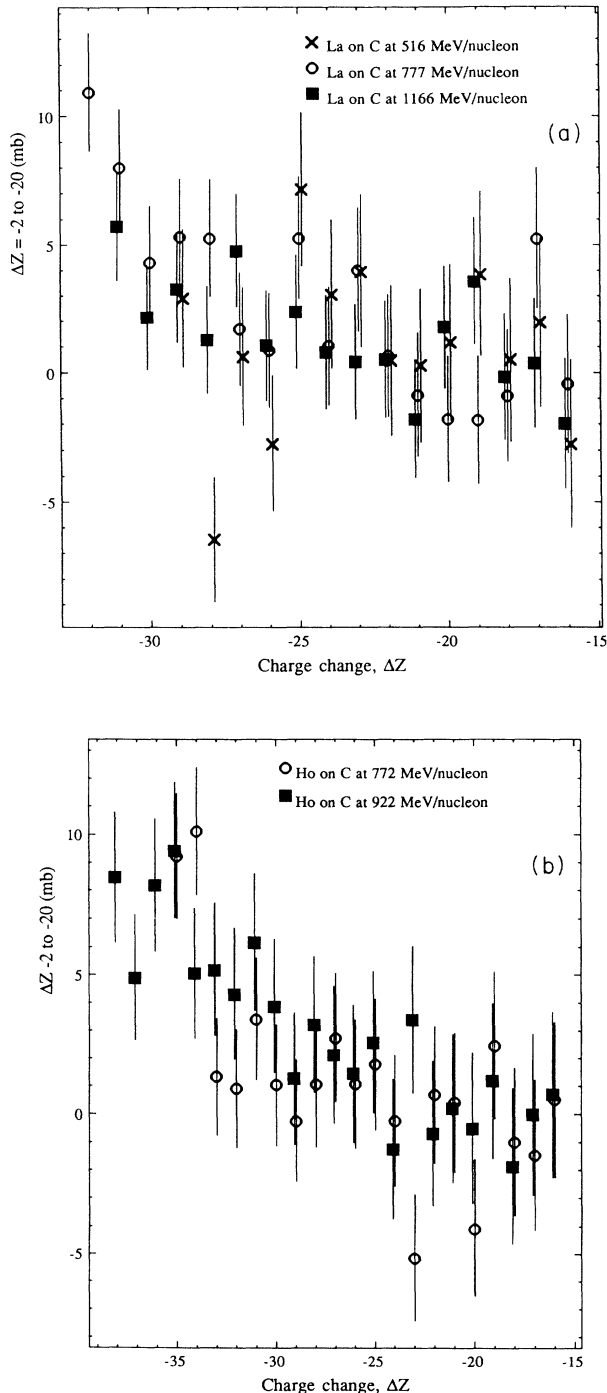 La on C at 516 MeV/nucleon
La on C at 777 MeV/nucleon
La on C at 1166 MeV/nucleon
(a)
10
5
0
-5
ΔZ = -2 to -20 (mb)
-30
-25
-20
-15
Charge change, ΔZ
Ho on C at 772 MeV/nucleon
Ho on C at 922 MeV/nucleon
(b)
10
5
0
-5
ΔZ -2 to -20 (mb)
-35
-30
-25
-20
-15
Charge change, ΔZ